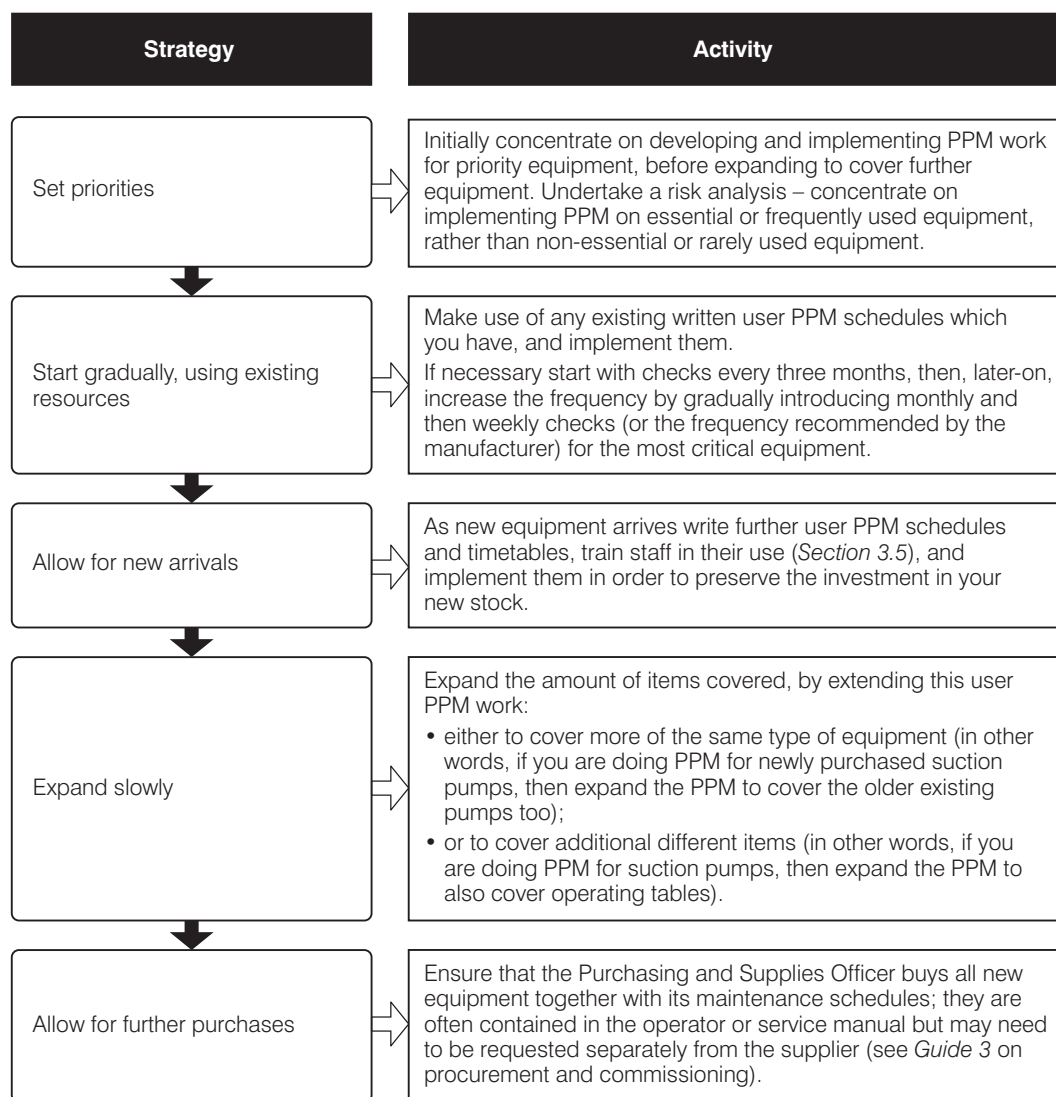 Strategy
Activity
Set priorities
Initially concentrate on developing and implementing PPM work
for priority equipment, before expanding to cover further
equipment. Undertake a risk analysis – concentrate on
implementing PPM on essential or frequently used equipment,
rather than non-essential or rarely used equipment.
Start gradually, using existing
resources
Make use of any existing written user PPM schedules which
you have, and implement them.
If necessary start with checks every three months, then, later-on,
increase the frequency by gradually introducing monthly and
then weekly checks (or the frequency recommended by the
manufacturer) for the most critical equipment.
Allow for new arrivals
As new equipment arrives write further user PPM schedules
and timetables, train staff in their use (Section 3.5), and
implement them in order to preserve the investment in your
new stock.
Expand slowly
Expand the amount of items covered, by extending this user
PPM work:
• either to cover more of the same type of equipment (in other
words, if you are doing PPM for newly purchased suction
pumps, then expand the PPM to cover the older existing
pumps too);
• or to cover additional different items (in other words, if you
are doing PPM for suction pumps, then expand the PPM to
also cover operating tables).
Allow for further purchases
Ensure that the Purchasing and Supplies Officer buys all new
equipment together with its maintenance schedules; they are
often contained in the operator or service manual but may need
to be requested separately from the supplier (see Guide 3 on
procurement and commissioning).